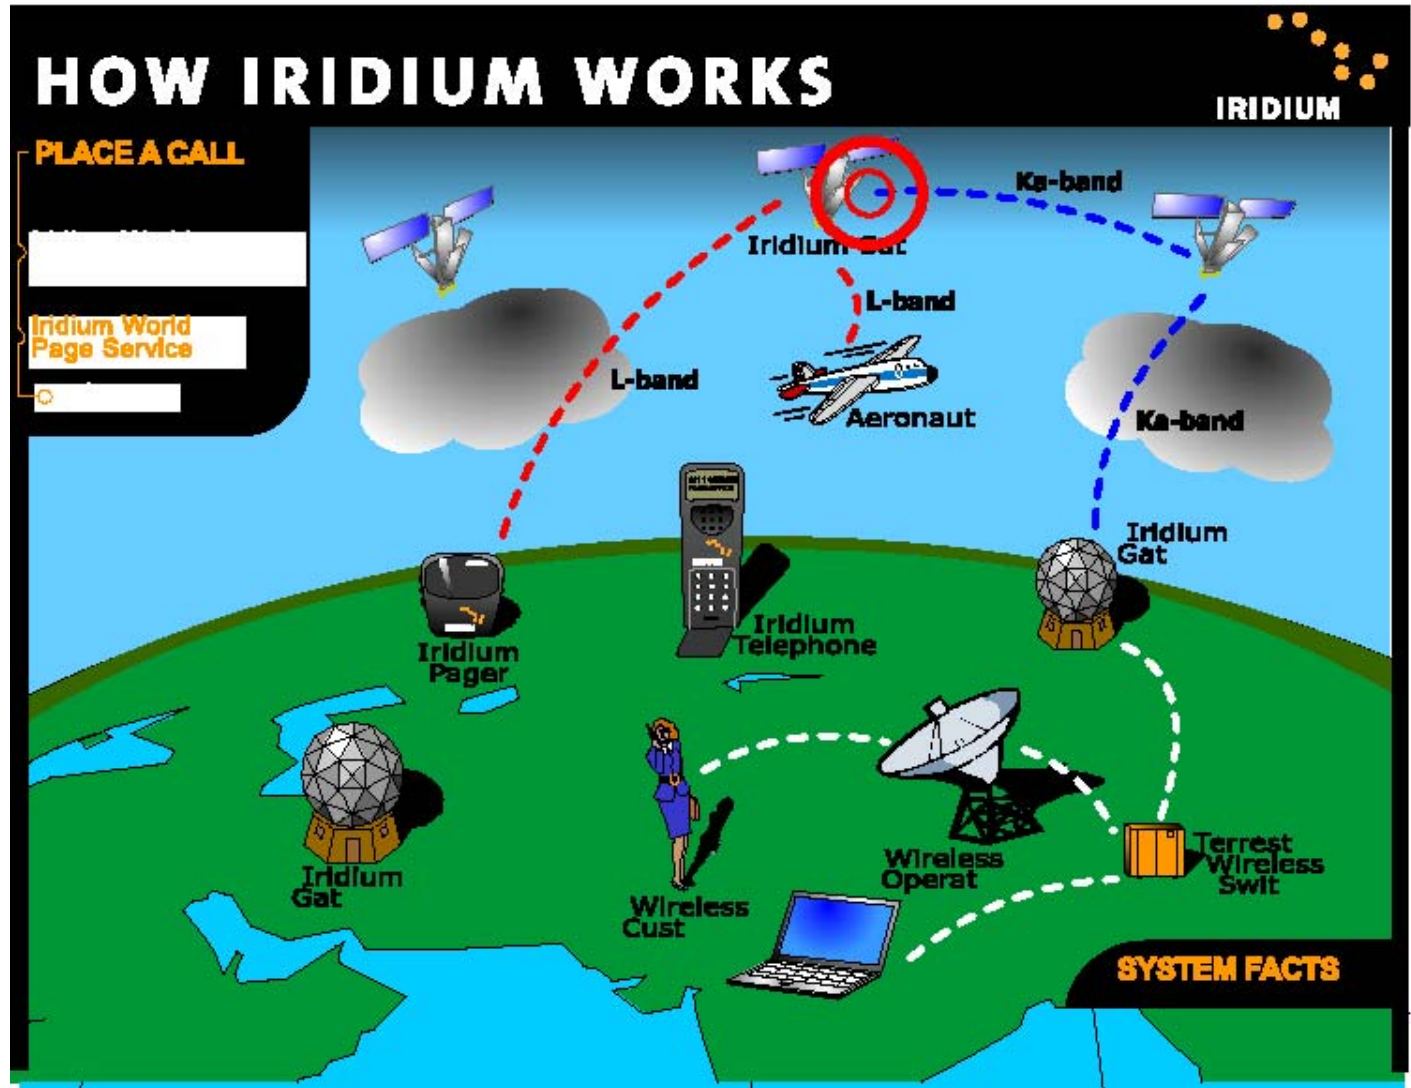 HOW IRIDIUM WORKS
IRIDIUM
PLACE A CALL
Iridium World
Page Service
Ka-band
L-band
L-band
Aeronaut
Ka-band
Iridium
Gat
Iridium
Pager
Iridium
Telephone
Iridium
Gat
Wireless
Cust
Wireless
Operat
Terrest
Wireless
Swit
SYSTEM FACTS